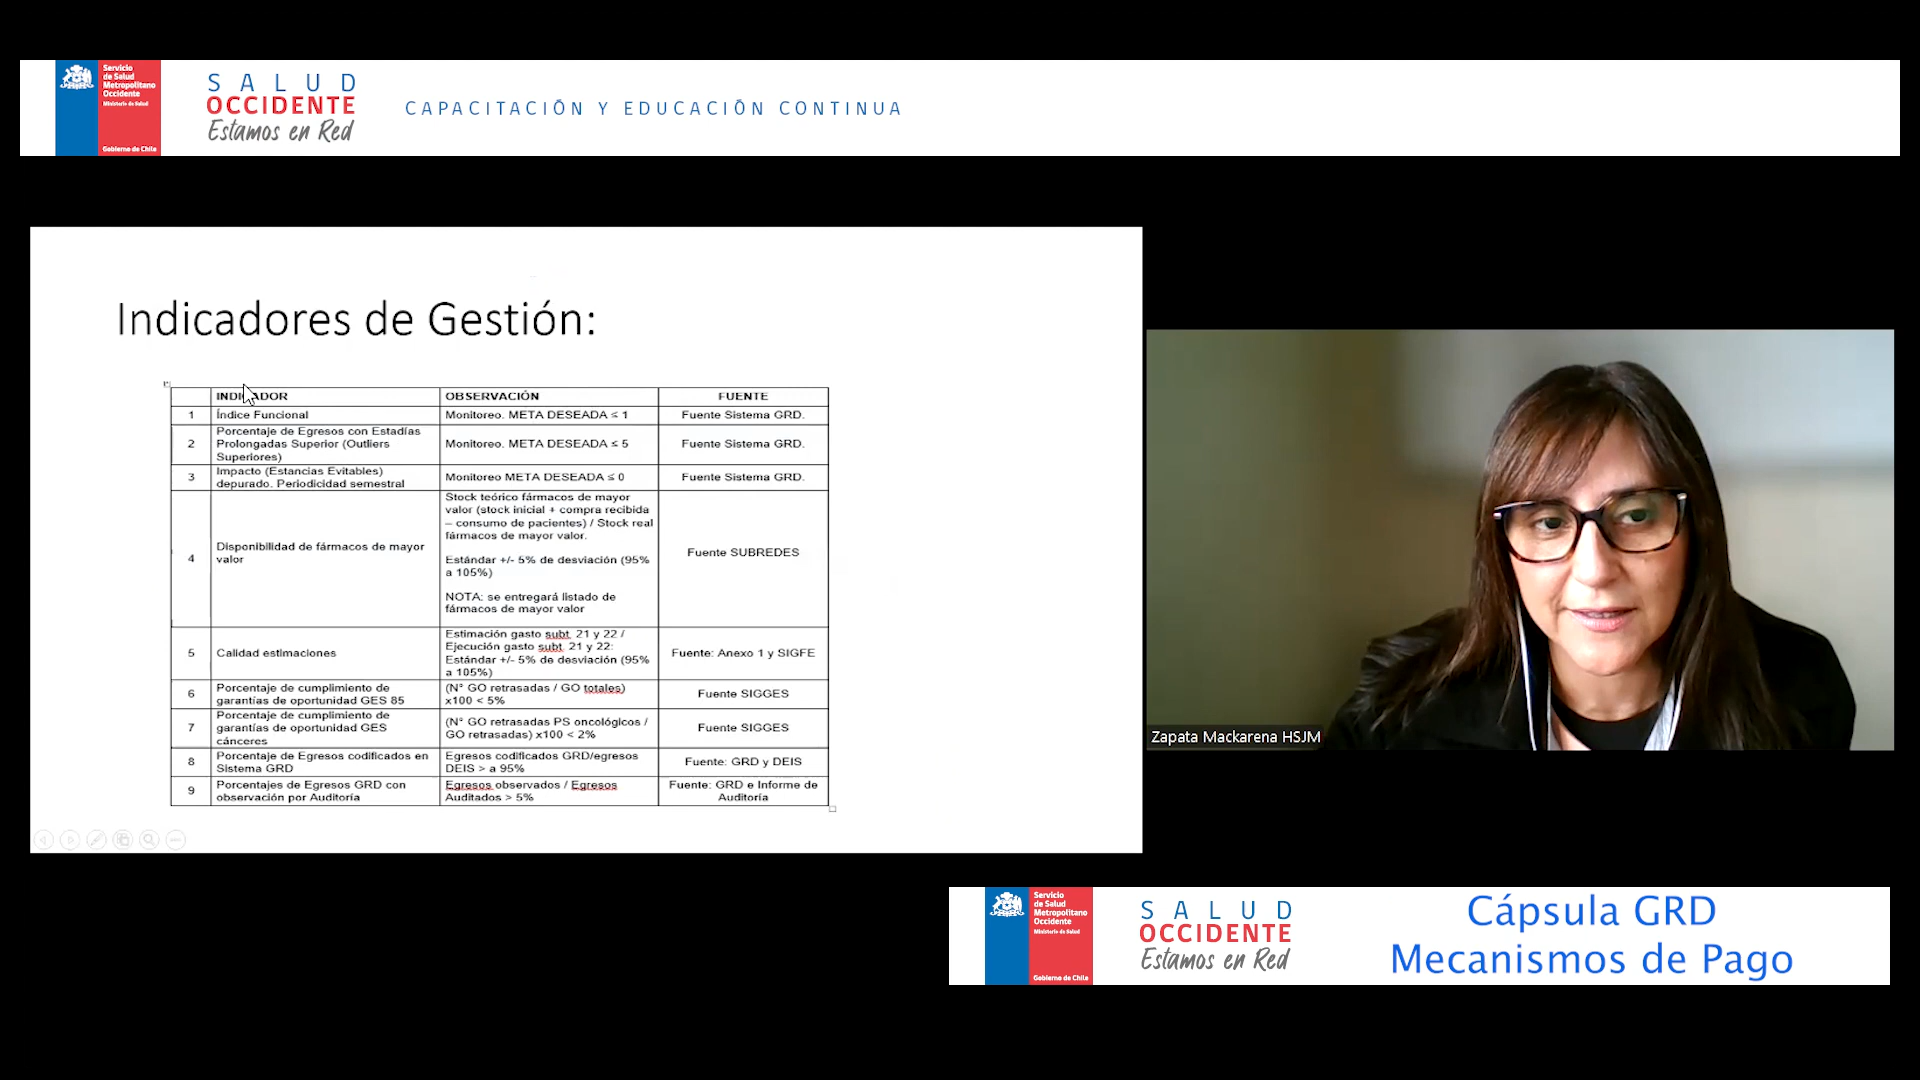 Servicio
de Salud
Metropolitano
Occidente
Ministerio de Salud
Gobierno de Chile
SALUD
OCCIDENTE
Estamos en Red
CAPACITACIÓN Y EDUCACIÓN CONTINUA
Indicadores de Gestión:
INDICADOR OBSERVACIÓN FUENTE
1 Índice Funcional Monitoreo. META DESEADA ≤ 1 Fuente Sistema GRD.
2 Porcentaje de Egresos con Estadías
Prolongadas Superior (Outliers
Superiores)
Monitoreo. META DESEADA ≤ 5
Fuente Sistema GRD.
3 Impacto (Estancias Evitables)
depurado. Periodicidad semestral
Monitoreo META DESEADA ≤ 0
Fuente Sistema GRD.
4 Disponibilidad de fármacos de mayor
valor
Stock teórico fármacos de mayor
valor (stock inicial + compra recibida
– consumo de pacientes) / Stock real
fármacos de mayor valor.
Estándar +/- 5% de desviación (95%
a 105%)
NOTA: se entregará listado de
fármacos de mayor valor
Fuente SUBREDES
5 Calidad estimaciones
Estimación gasto subt. 21 y 22 /
Ejecución gasto subt. 21 y 22:
Estándar +/- 5% de desviación (95%
a 105%)
Fuente: Anexo 1 y SIGFE
6 Porcentaje de cumplimiento de
garantías de oportunidad GES 85
(N° GO retrasadas / GO totales)
x100 < 5%
Fuente SIGGES
7 Porcentaje de cumplimiento de
garantías de oportunidad GES
cánceres
(N° GO retrasadas PS oncológicos /
GO retrasadas) x100 < 2%
Fuente SIGGES
8 Porcentaje de Egresos codificados en
Sistema GRD
Egresos codificados GRD/egresos
DEIS > a 95%
Fuente: GRD y DEIS
9 Porcentajes de Egresos GRD con
observación por Auditoría
Egresos observados / Egresos
Auditados > 5%
Fuente: GRD e Informe de
Auditoría
Zapata Mackarena HSJM
Servicio
de Salud
Metropolitano
Occidente
Ministerio de Salud
Gobierno de Chile
SALUD
OCCIDENTE
Estamos en Red
Cápsula GRD
Mecanismos de Pago